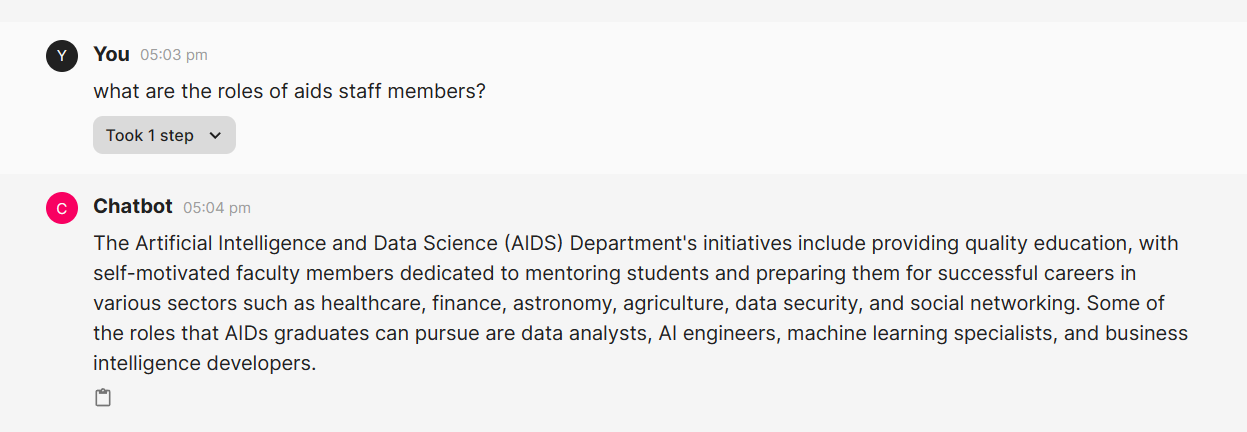 Y You 05:03 pm
what are the roles of aids staff members?
Took 1 step
C Chatbot 05:04 pm
The Artificial Intelligence and Data Science (AIDS) Department's initiatives include providing quality education, with
self-motivated faculty members dedicated to mentoring students and preparing them for successful careers in
various sectors such as healthcare, finance, astronomy, agriculture, data security, and social networking. Some of
the roles that AIDs graduates can pursue are data analysts, AI engineers, machine learning specialists, and business
intelligence developers.